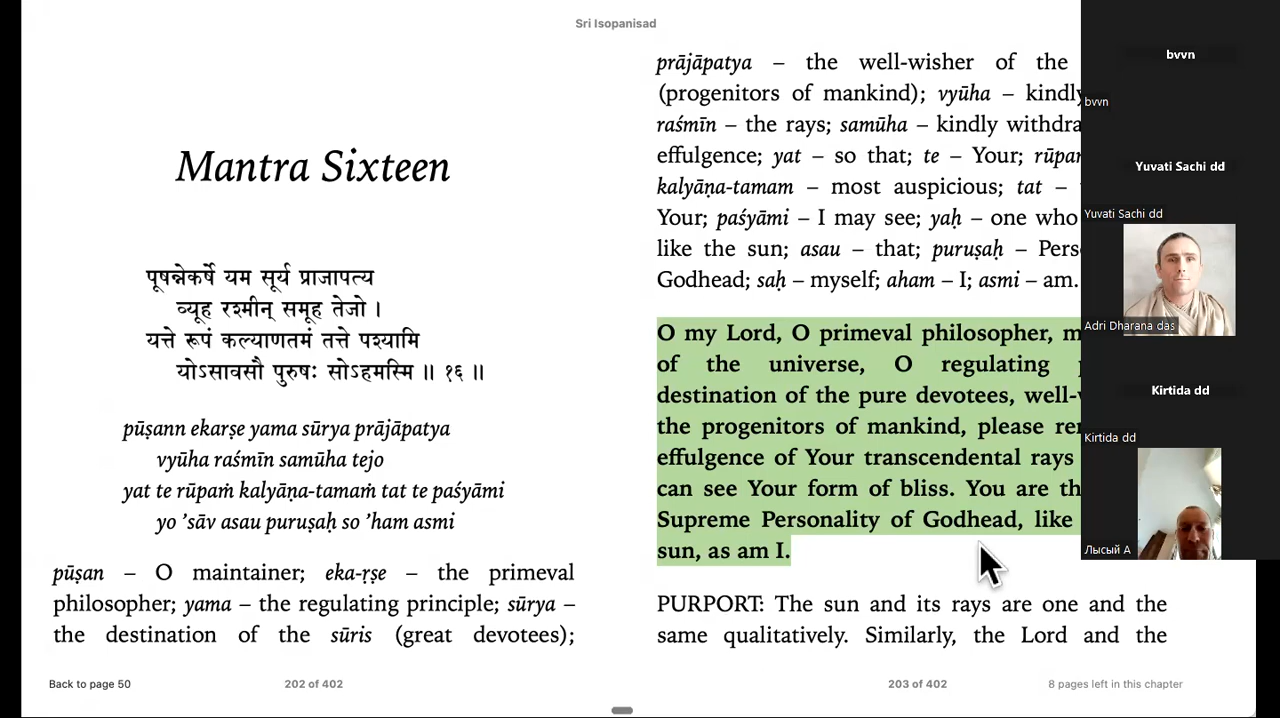 Sri Isopanisad
Mantra Sixteen
पूषन्नेकर्षे यम सूर्य प्राजापत्य
व्यूह रश्मीन् समूह तेजो ।
यत्ते रूपं कल्याणतमं तत्ते पश्यामि
योऽसावसौ पुरुषः सोऽहमस्मि ॥ १६ ॥
pūṣann ekarṣe yama sūrya prājāpatya
vyūha raśmīn samūha tejo
yat te rūpaṁ kalyāṇa-tamaṁ tat te paśyāmi
yo ’sāv asau puruṣaḥ so ’ham asmi
pūṣan – O maintainer; eka-ṛṣe – the primeval
philosopher; yama – the regulating principle; sūrya –
the destination of the sūris (great devotees);
Back to page 50
202 of 402
prājāpatya – the well-wisher of the
(progenitors of mankind); vyūha –
raśmīn – the rays; samūha – kindly
effulgence; yat – so that; te – Your;
kalyāṇa-tamam – most auspicious; tat –
Your; paśyāmi – I may see; yaḥ – one who
like the sun; asau – that; puruṣaḥ –
Godhead; saḥ – myself; aham – I; asmi – am.
O my Lord, O primeval philosopher,
of the universe, O regulating
destination of the pure devotees,
the progenitors of mankind, please
effulgence of Your transcendental rays
can see Your form of bliss. You are
Supreme Personality of Godhead, like
sun, as am I.
PURPORT: The sun and its rays are one and the
same qualitatively. Similarly, the Lord and the
203 of 402
8 pages left in this chapter
bvvn
bvvn
Yuvati Sachi dd
Yuvati Sachi dd
Adri Dharana das
Kirtida dd
Kirtida dd
Лысый А